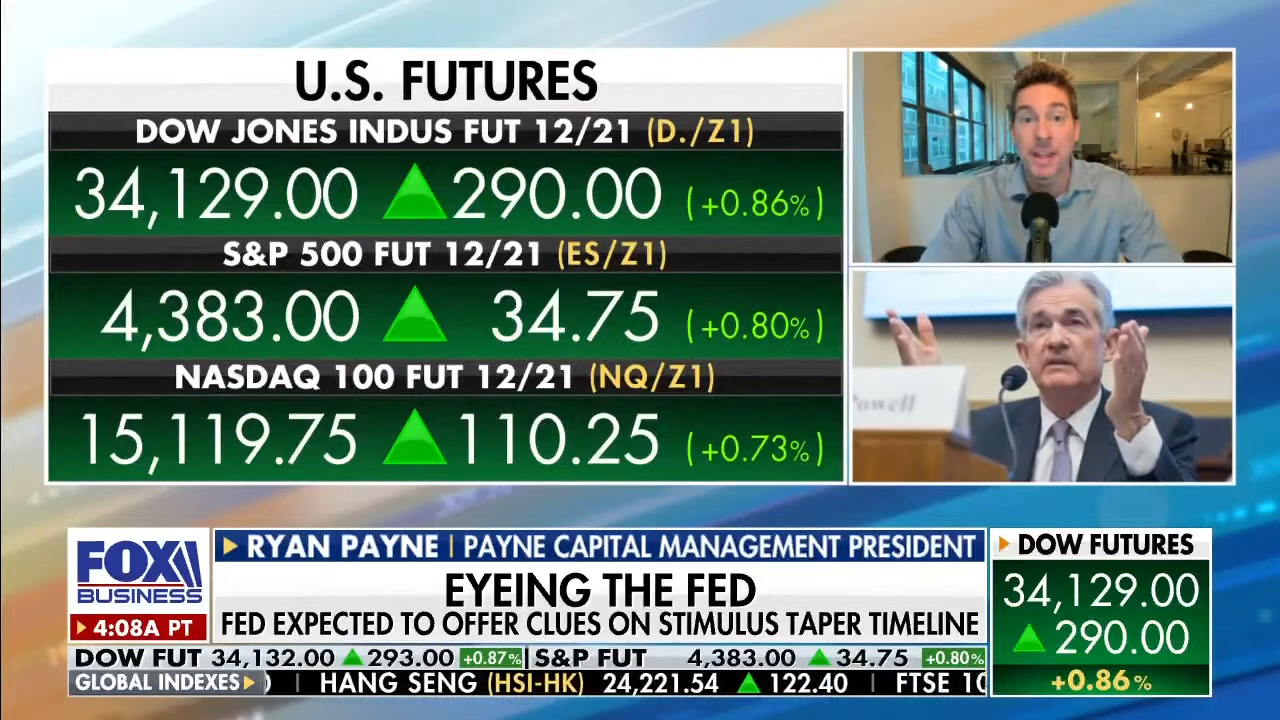 U.S. FUTURES
DOW JONES INDUS FUT 12/21 (D./Z1)
34,129.00 ▲ 290.00 (+0.86%)
S&P 500 FUT 12/21 (ES/Z1)
4,383.00 ▲ 34.75 (+0.80%)
NASDAQ 100 FUT 12/21 (NQ/Z1)
15,119.75 ▲ 110.25 (+0.73%)
Powell
FOX
BUSINESS
4:08A PT
RYAN PAYNE | PAYNE CAPITAL MANAGEMENT PRESIDENT
EYEING THE FED
FED EXPECTED TO OFFER CLUES ON STIMULUS TAPER TIMELINE
DOW FUTURES
34,129.00
▲ 290.00
+0.86%
DOW FUT 34,132.00 ▲ 293.00 +0.87% S&P FUT 4,383.00 ▲ 34.75 +0.80%
GLOBAL INDEXES ) | HANG SENG (HSI-HK) 24,221.54 ▲ 122.40 | FTSE 10